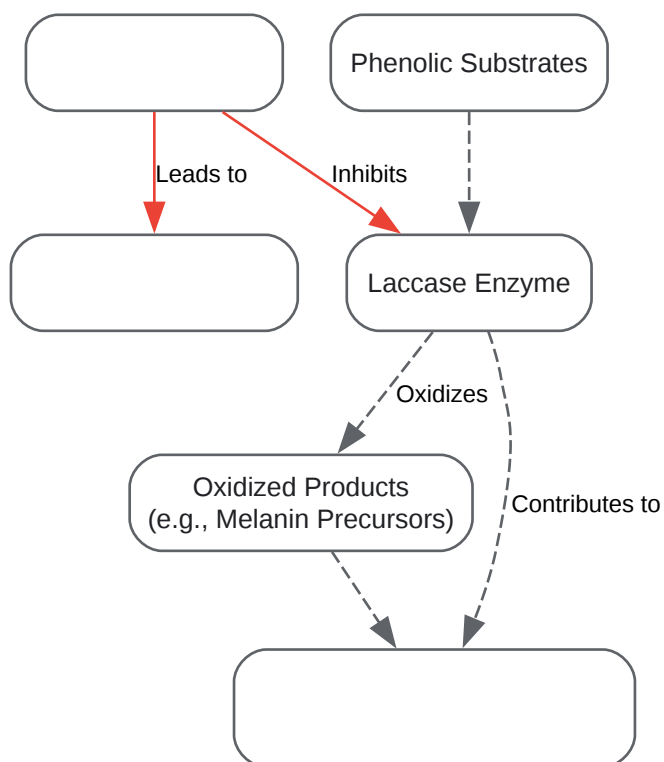 Phenolic Substrates
Leads to
Inhibits
Laccase Enzyme
Oxidizes
Oxidized Products
(e.g., Melanin Precursors)
Contributes to